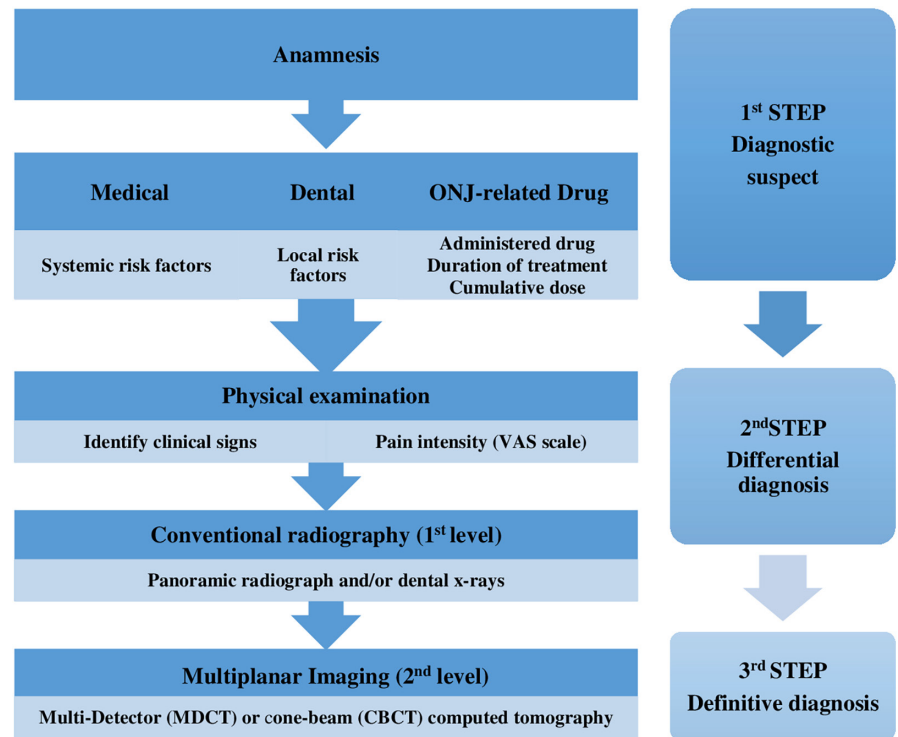 Anamnesis
Medical
Dental
ONJ-related Drug
Systemic risk factors
Local risk
factors
Administered drug
Duration of treatment
Cumulative dose
Physical examination
Identify clinical signs
Pain intensity (VAS scale)
Conventional radiography (1st level)
Panoramic radiograph and/or dental x-rays
Multiplanar Imaging (2nd level)
Multi-Detector (MDCT) or cone-beam (CBCT) computed tomography
1st STEP
Diagnostic
suspect
2ndSTEP
Differential
diagnosis
3rd STEP
Definitive diagnosis